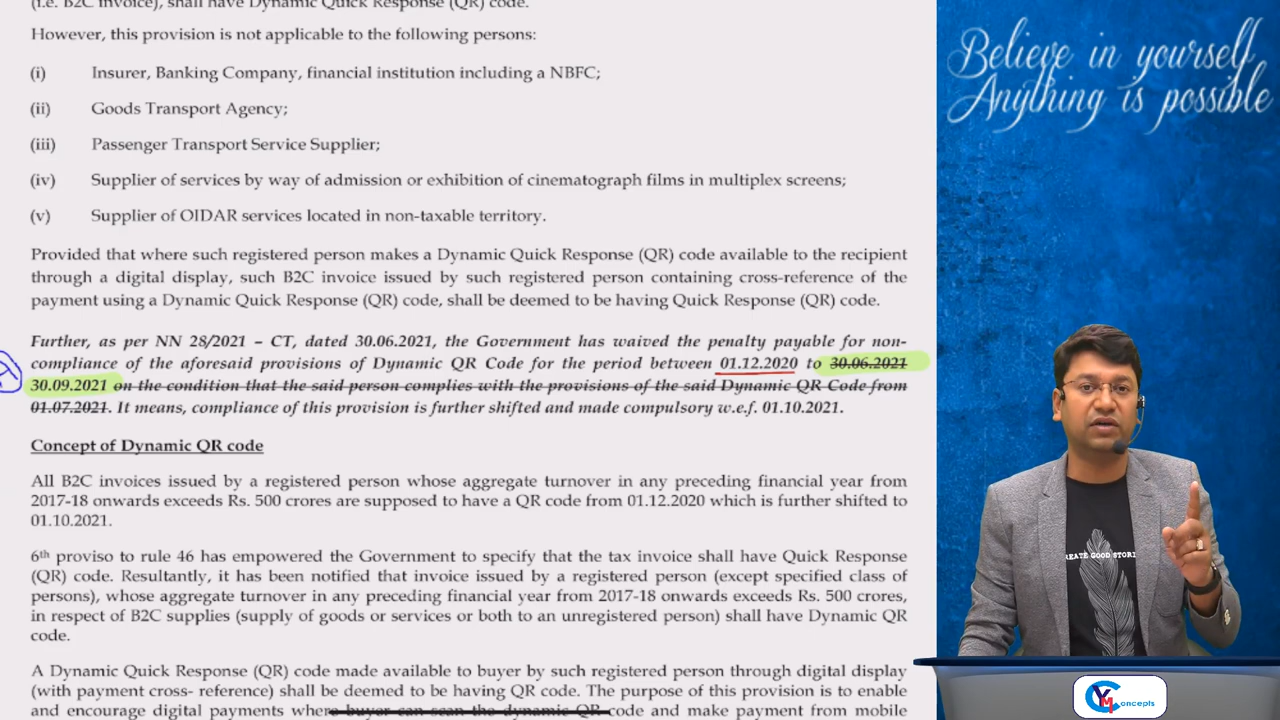 (i.e. B2C invoice), shall have Dynamic Quick Response (QR) code.
However, this provision is not applicable to the following persons:
(i) Insurer, Banking Company, financial institution including a NBFC;
(ii) Goods Transport Agency;
(iii) Passenger Transport Service Supplier;
(iv) Supplier of services by way of admission or exhibition of cinematograph films in multiplex screens;
(v) Supplier of OIDAR services located in non-taxable territory.
Provided that where such registered person makes a Dynamic Quick Response (QR) code available to the recipient
through a digital display, such B2C invoice issued by such registered person containing cross-reference of the
payment using a Dynamic Quick Response (QR) code, shall be deemed to be having Quick Response (QR) code.
Further, as per NN 28/2021 – CT, dated 30.06.2021, the Government has waived the penalty payable for non-
compliance of the aforesaid provisions of Dynamic QR Code for the period between 01.12.2020 to 30.06.2021
30.09.2021 on the condition that the said person complies with the provisions of the said Dynamic QR Code from
01.07.2021. It means, compliance of this provision is further shifted and made compulsory w.e.f. 01.10.2021.
Concept of Dynamic QR code
All B2C invoices issued by a registered person whose aggregate turnover in any preceding financial year from
2017-18 onwards exceeds Rs. 500 crores are supposed to have a QR code from 01.12.2020 which is further shifted to
01.10.2021.
6th proviso to rule 46 has empowered the Government to specify that the tax invoice shall have Quick Response
(QR) code. Resultantly, it has been notified that invoice issued by a registered person (except specified class of
persons), whose aggregate turnover in any preceding financial year from 2017-18 onwards exceeds Rs. 500 crores,
in respect of B2C supplies (supply of goods or services or both to an unregistered person) shall have Dynamic QR
code.
A Dynamic Quick Response (QR) code made available to buyer by such registered person through digital display
(with payment cross- reference) shall be deemed to be having QR code. The purpose of this provision is to enable
and encourage digital payments where buyer can scan the dynamic QR code and make payment from mobile
Believe in yourself
Anything is possible
CREATE GOOD STORI
YM
Concepts